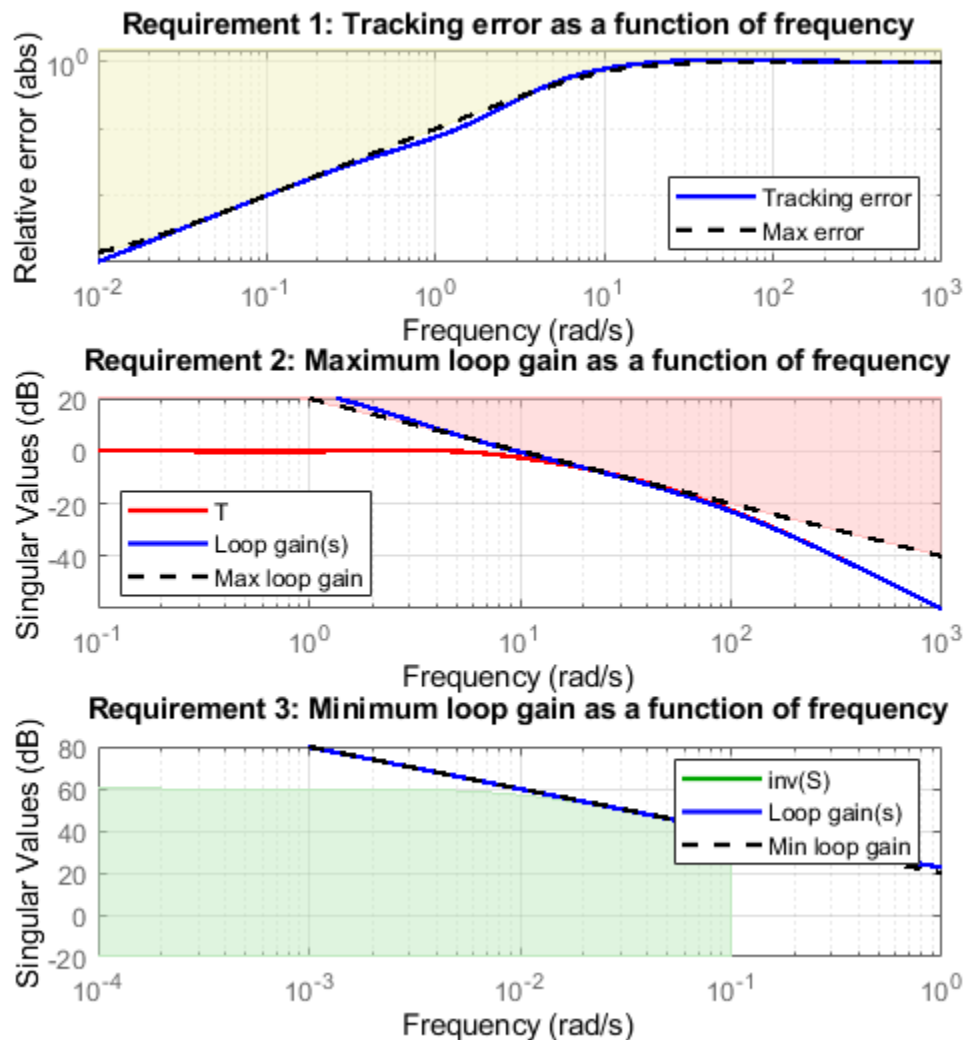 Requirement 1: Tracking error as a function of frequency
Relative error (abs)
10^0
Tracking error
Max error
10^-2 10^-1 10^0 10^1 10^2 10^3
Frequency (rad/s)
Requirement 2: Maximum loop gain as a function of frequency
Singular Values (dB)
20
0
-20
-40
T
Loop gain(s)
Max loop gain
10^-1 10^0 10^1 10^2 10^3
Frequency (rad/s)
Requirement 3: Minimum loop gain as a function of frequency
Singular Values (dB)
80
60
40
20
0
-20
inv(S)
Loop gain(s)
Min loop gain
10^-4 10^-3 10^-2 10^-1 10^0
Frequency (rad/s)